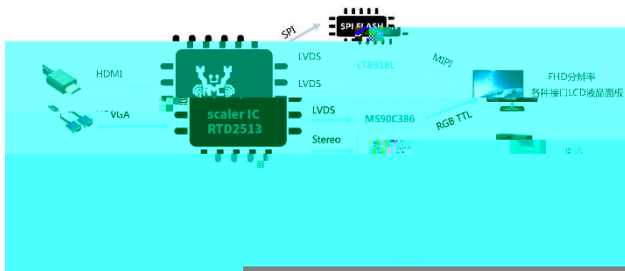 SPI
SPI FLASH
LVDS
MIPI
HDMI
LVDS
LT8918L
FHD分辨率
各种接口LCD液晶面板
VGA
scaler IC
RTD2513
LVDS
MS90C386
RGB TTL
Stereo